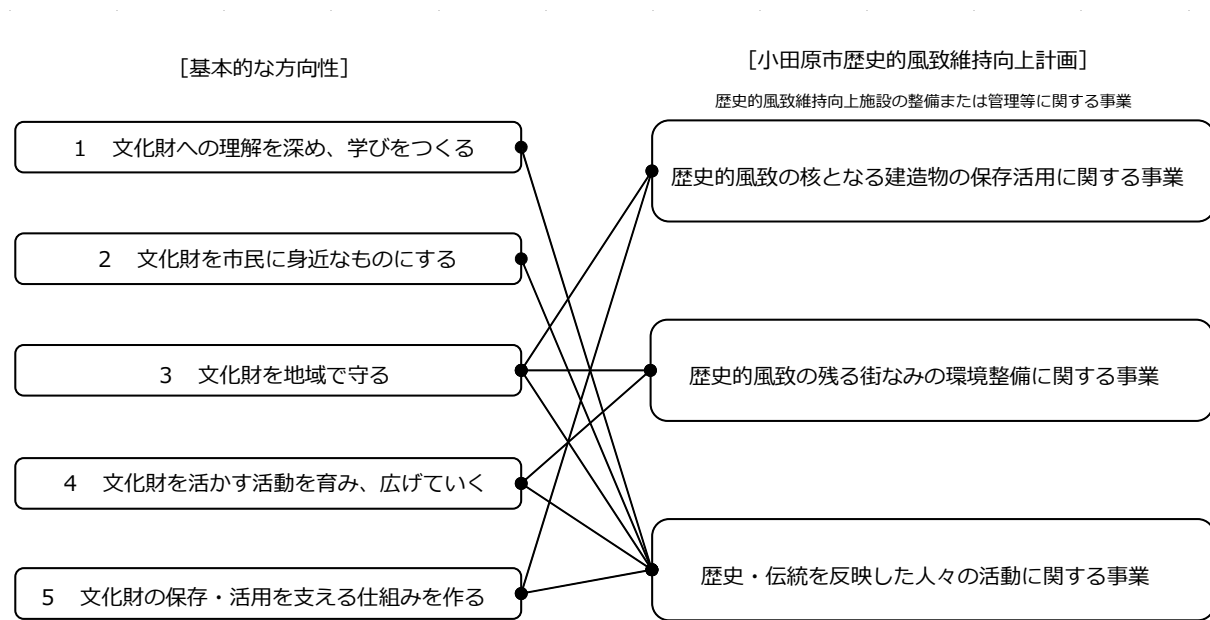 ［基本的な方向性］
1　文化財への理解を深め、学びをつくる
2　文化財を市民に身近なものにする
3　文化財を地域で守る
4　文化財を活かす活動を育み、広げていく
5　文化財の保存・活用を支える仕組みを作る
［小田原市歴史的風致維持向上計画］
歴史的風致維持向上施設の整備または管理等に関する事業
歴史的風致の核となる建造物の保存活用に関する事業
歴史的風致の残る街なみの環境整備に関する事業
歴史・伝統を反映した人々の活動に関する事業